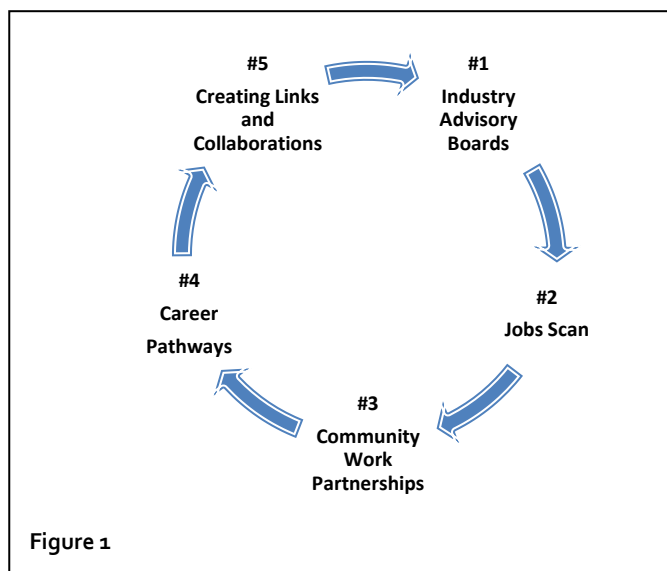 #5
Creating Links
and
Collaborations
#1
Industry
Advisory
Boards
#2
Jobs Scan
#3
Community
Work
Partnerships
#4
Career
Pathways
Figure 1